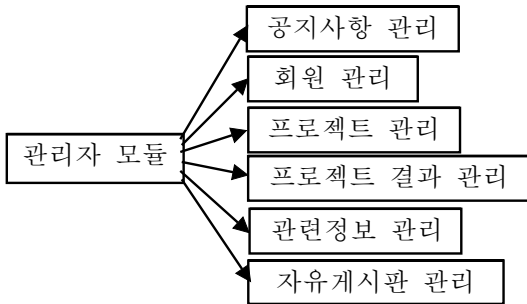 공지사항 관리
회원 관리
프로젝트 관리
관리자 모듈
프로젝트 결과 관리
관련정보 관리
자유게시판 관리